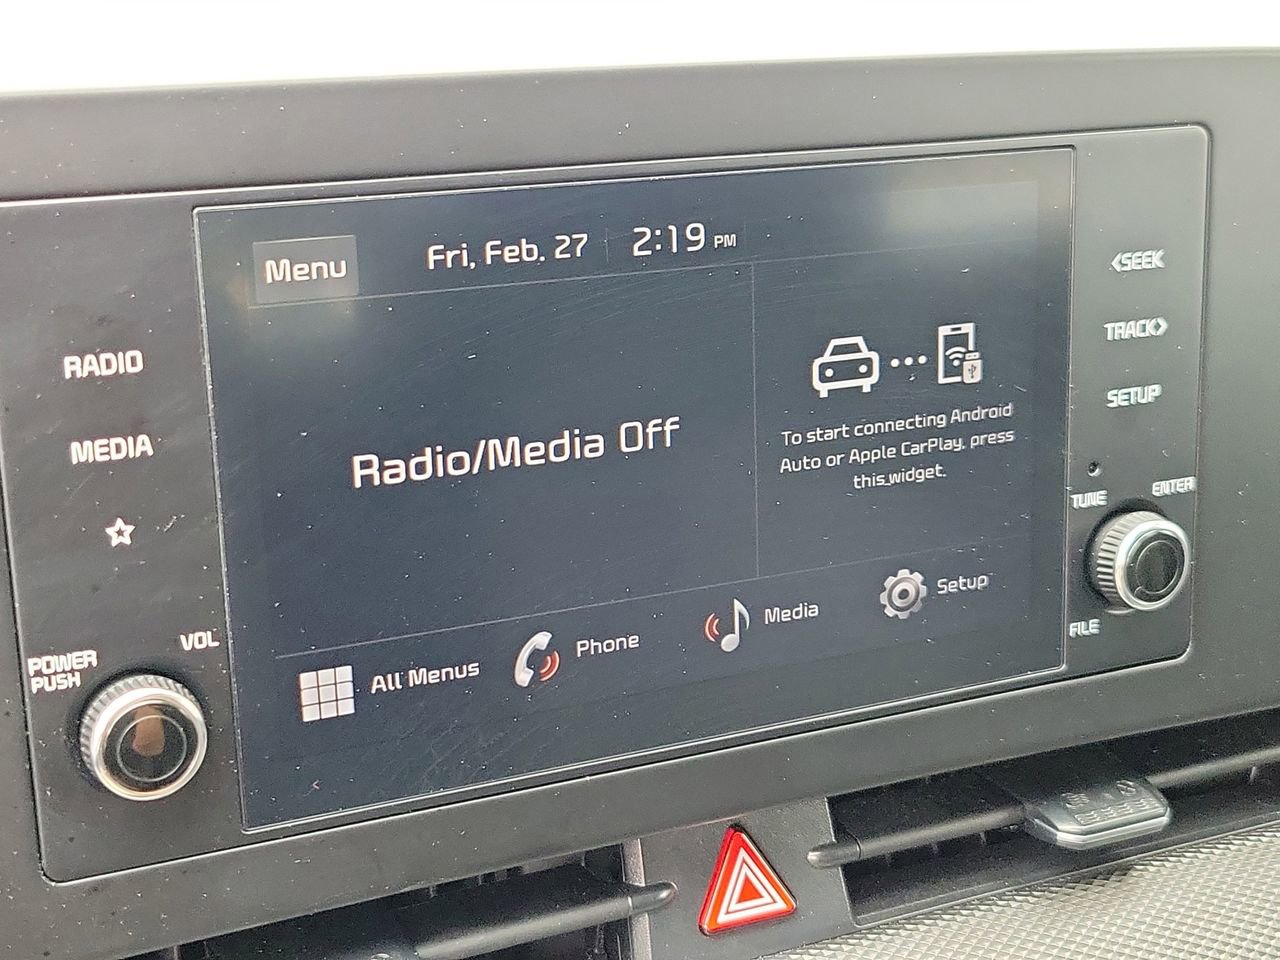 Menu
Fri, Feb. 27
2:19 PM
RADIO
MEDIA
POWER
PUSH
VOL
Radio/Media Off
To start connecting Android
Auto or Apple CarPlay, press
this widget.
All Menus
Phone
Media
Setup
<SEEK
TRACK>
SETUP
TUNE
ENTER
FILE